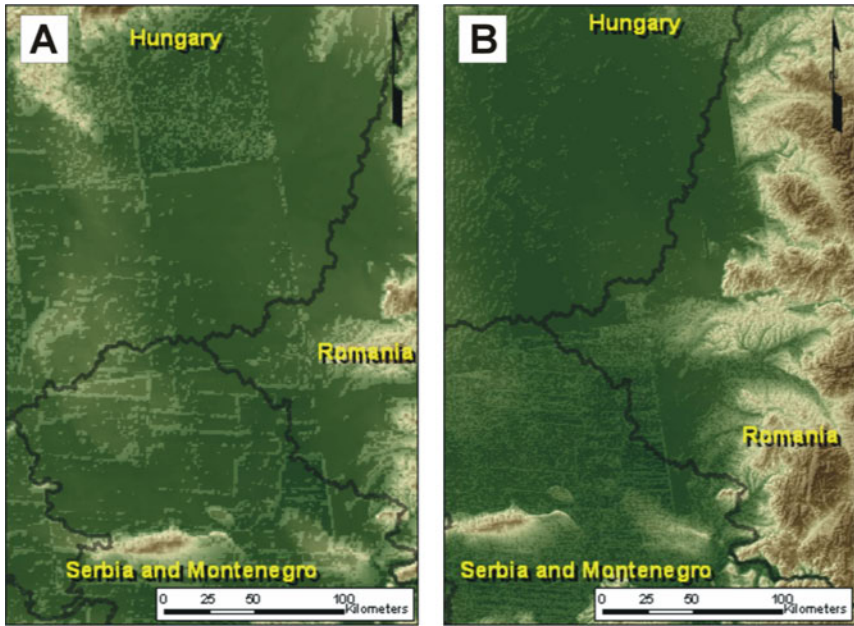 A
Hungary
Romania
Serbia and Montenegro
0 25 50 100
Kilometers
B
Hungary
Romania
Serbia and Montenegro
0 25 50 100
Kilometers